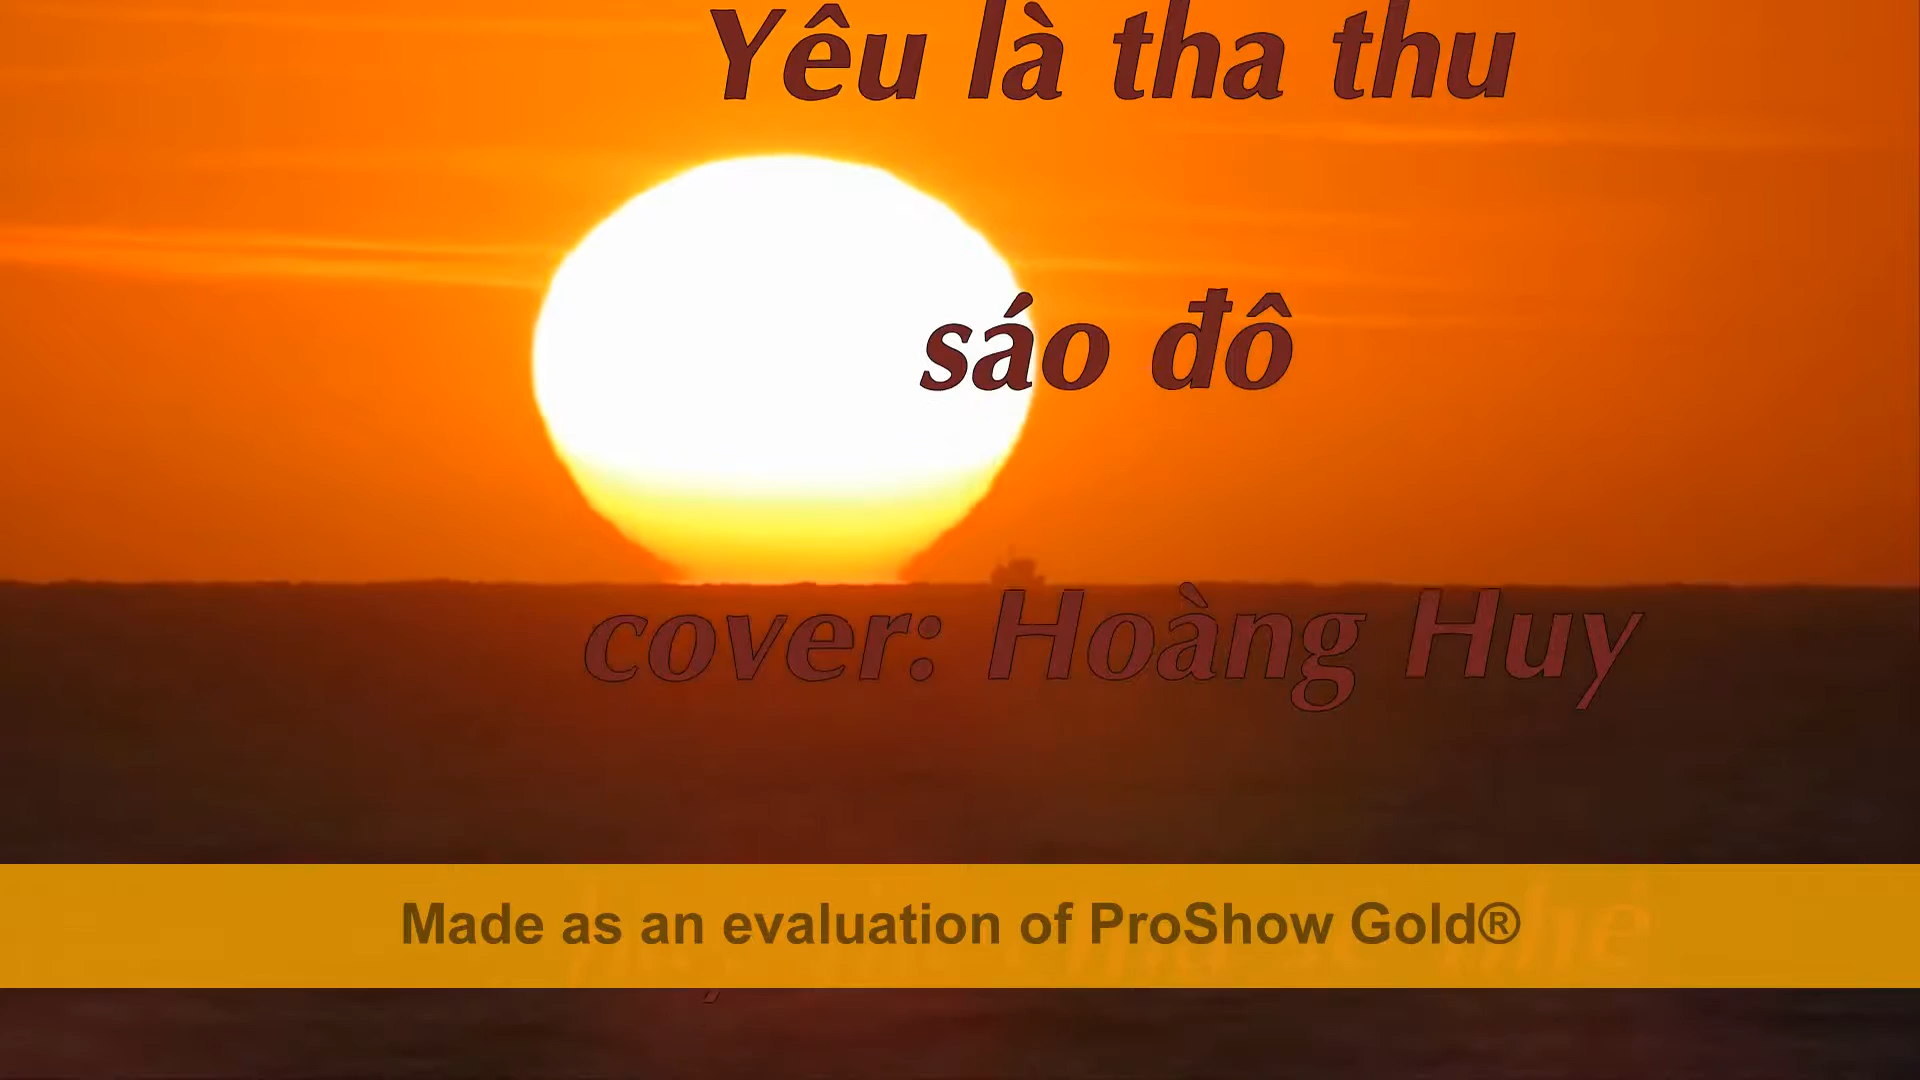 Yêu là tha thu
sáo đô
cover: Hoàng Huy
Made as an evaluation of ProShow Gold®